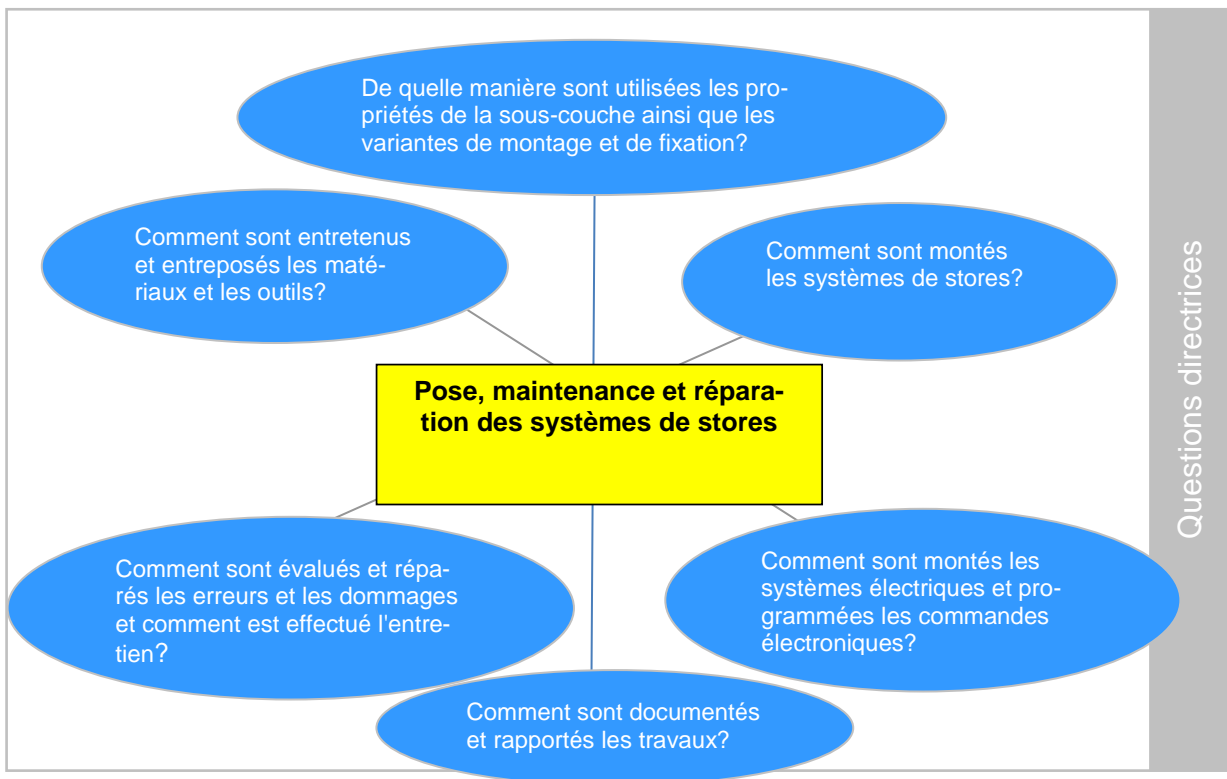 De quelle manière sont utilisées les pro-
priétés de la sous-couche ainsi que les
variantes de montage et de fixation?
Comment sont entretenus
et entreposés les maté-
riaux et les outils?
Comment sont montés
les systèmes de stores?
Pose, maintenance et répara-
tion des systèmes de stores
Comment sont évalués et répa-
rés les erreurs et les dommages
et comment est effectué l'entre-
tien?
Comment sont montés les
systèmes électriques et pro-
grammées les commandes
électroniques?
Comment sont documentés
et rapportés les travaux?
Questions directrices